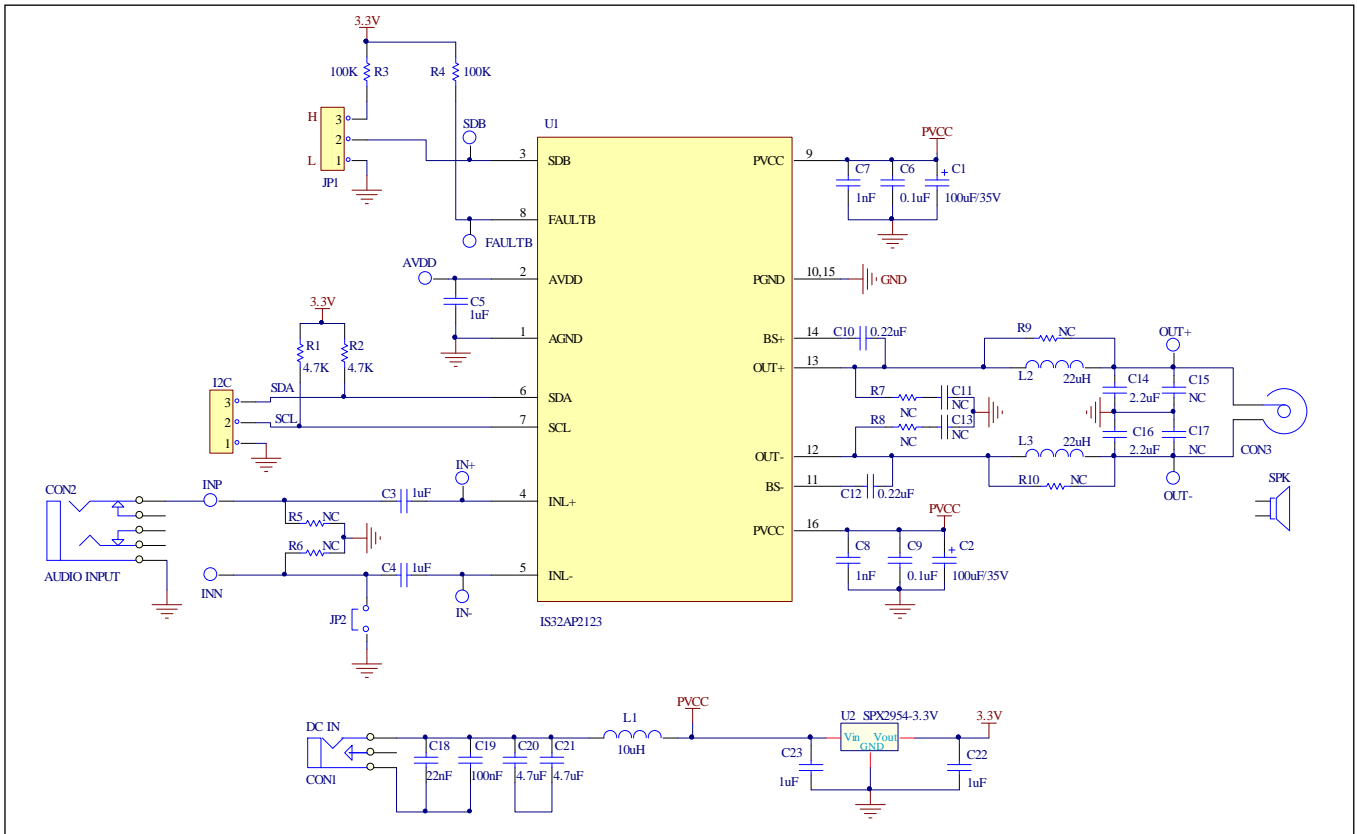 3.3V
100K R3
R4 100K
H
3
2
1
L
JP1
SDB
U1
3 SDB
8 FAULTB
FAULTB
AVDD
2 AVDD
C5
1uF
1 AGND
3.3V
R1
4.7K
R2
4.7K
I2C
SDA
SCL
3
2
1
6 SDA
7 SCL
CON2
AUDIO INPUT
INP
C3 1uF
IN+
4 INL+
R5 NC
R6 NC
INN
C4 1uF
IN-
5 INL-
JP2
IS32AP2123
PVCC 9
PVCC
C7
1nF
C6
0.1uF
+ C1
100uF/35V
PGND 10,15
GND
BS+ 14
C10 0.22uF
OUT+ 13
R9 NC
L2 22uH
OUT+
R7
NC
C11
NC
R8
NC
C13
NC
C14
2.2uF
C15
NC
C16
2.2uF
C17
NC
CON3
OUT- 12
L3 22uH
BS- 11
C12 0.22uF
R10 NC
OUT-
SPK
PVCC 16
PVCC
C8
1nF
C9
0.1uF
+ C2
100uF/35V
DC IN
CON1
C18
22nF
C19
100nF
C20
4.7uF
C21
4.7uF
L1
10uH
PVCC
U2 SPX2954-3.3V
Vin Vout
GND
3.3V
C23
1uF
C22
1uF